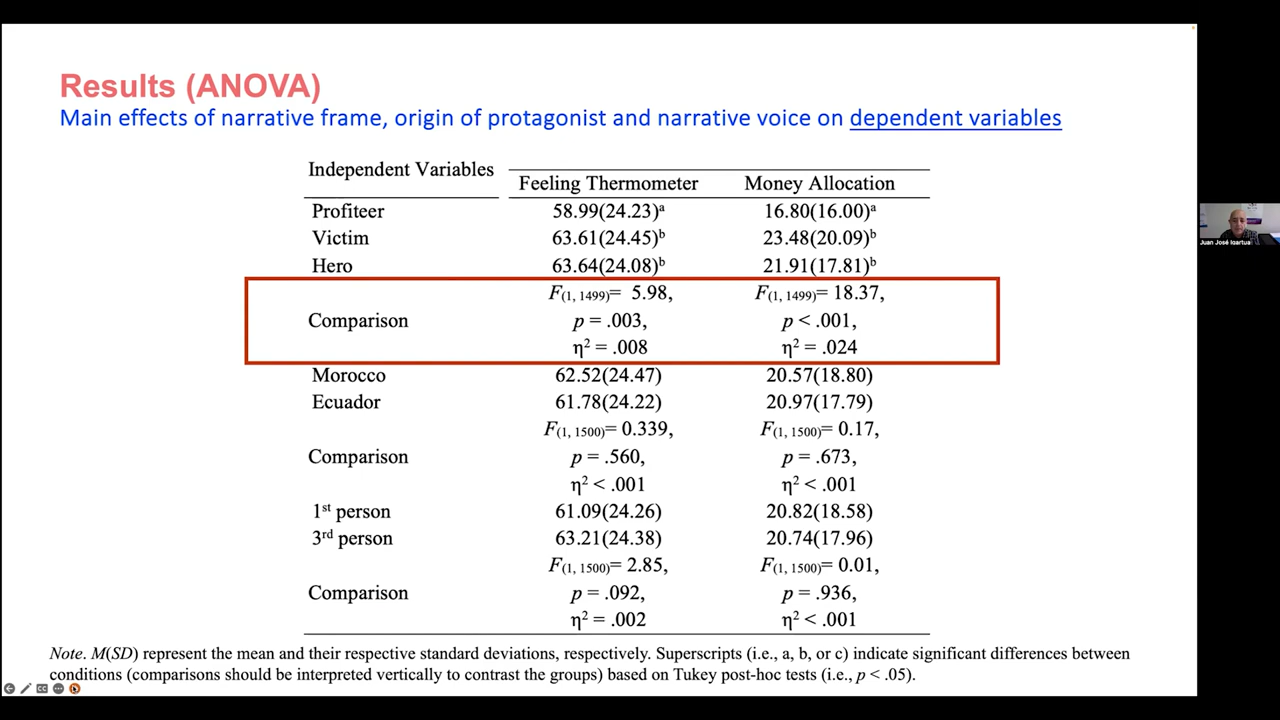 Results (ANOVA)
Main effects of narrative frame, origin of protagonist and narrative voice on dependent variables
Independent Variables
Feeling Thermometer Money Allocation
Profiteer 58.99(24.23)ᵃ 16.80(16.00)ᵃ
Victim 63.61(24.45)ᵇ 23.48(20.09)ᵇ
Hero 63.64(24.08)ᵇ 21.91(17.81)ᵇ
F(1, 1499)= 5.98, F(1, 1499)= 18.37,
Comparison p = .003, p < .001,
η² = .008 η² = .024
Morocco 62.52(24.47) 20.57(18.80)
Ecuador 61.78(24.22) 20.97(17.79)
F(1, 1500)= 0.339, F(1, 1500)= 0.17,
Comparison p = .560, p = .673,
η² < .001 η² < .001
1ˢᵗ person 61.09(24.26) 20.82(18.58)
3ʳᵈ person 63.21(24.38) 20.74(17.96)
F(1, 1500)= 2.85, F(1, 1500)= 0.01,
Comparison p = .092, p = .936,
η² = .002 η² < .001
Note. M(SD) represent the mean and their respective standard deviations, respectively. Superscripts (i.e., a, b, or c) indicate significant differences between
conditions (comparisons should be interpreted vertically to contrast the groups) based on Tukey post-hoc tests (i.e., p < .05).
Juan José Igartua